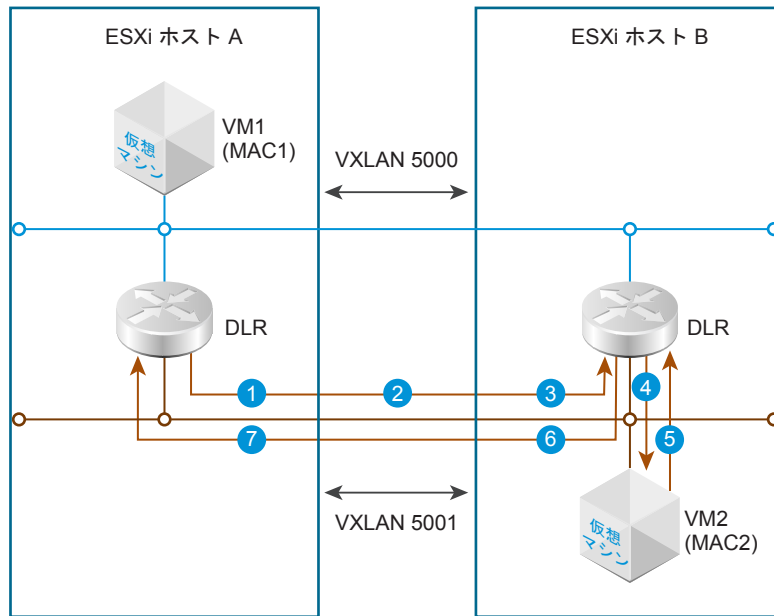 ESXi ホスト A
ESXi ホスト B
仮想
マシン
VM1
(MAC1)
VXLAN 5000
DLR
DLR
1
2
3
4
7
6
5
VXLAN 5001
仮想
マシン
VM2
(MAC2)